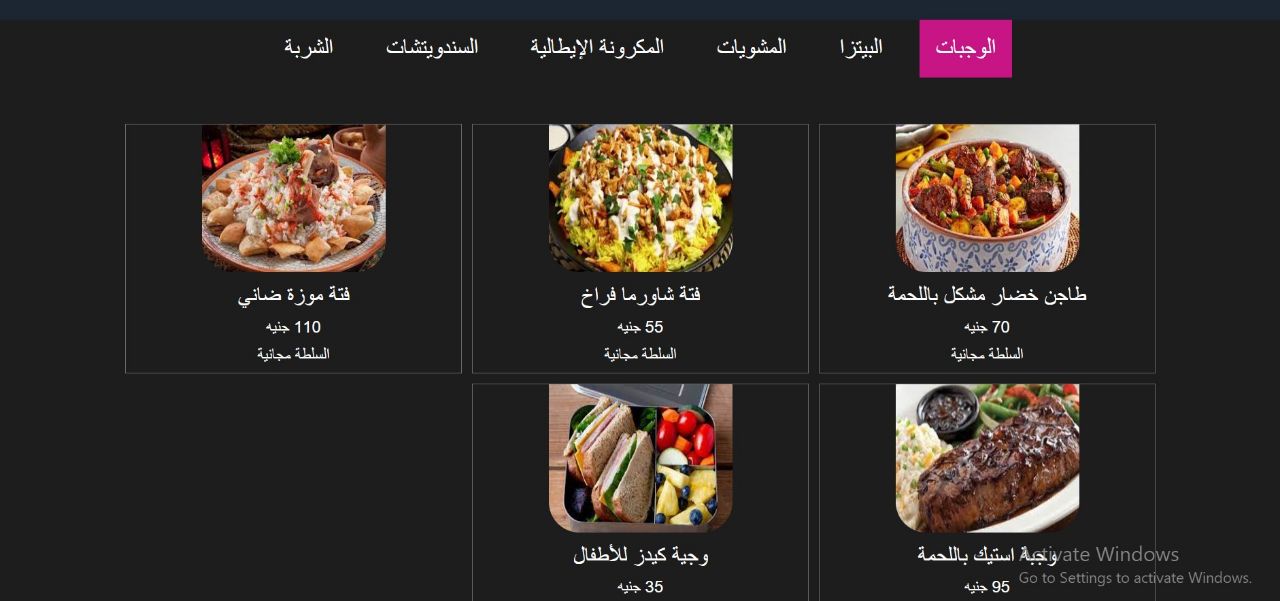 الوجبات البيتزا المشويات المكرونة الإيطالية السندويتشات الشربة
طاجن خضار مشكل باللحمة
70 جنيه
السلطة مجانية
فتة شاورما فراخ
55 جنيه
السلطة مجانية
فتة موزة ضاني
110 جنيه
السلطة مجانية
وجبة استيك باللحمة
95 جنيه
وجبة كيدز للأطفال
35 جنيه
Activate Windows
Go to Settings to activate Windows.